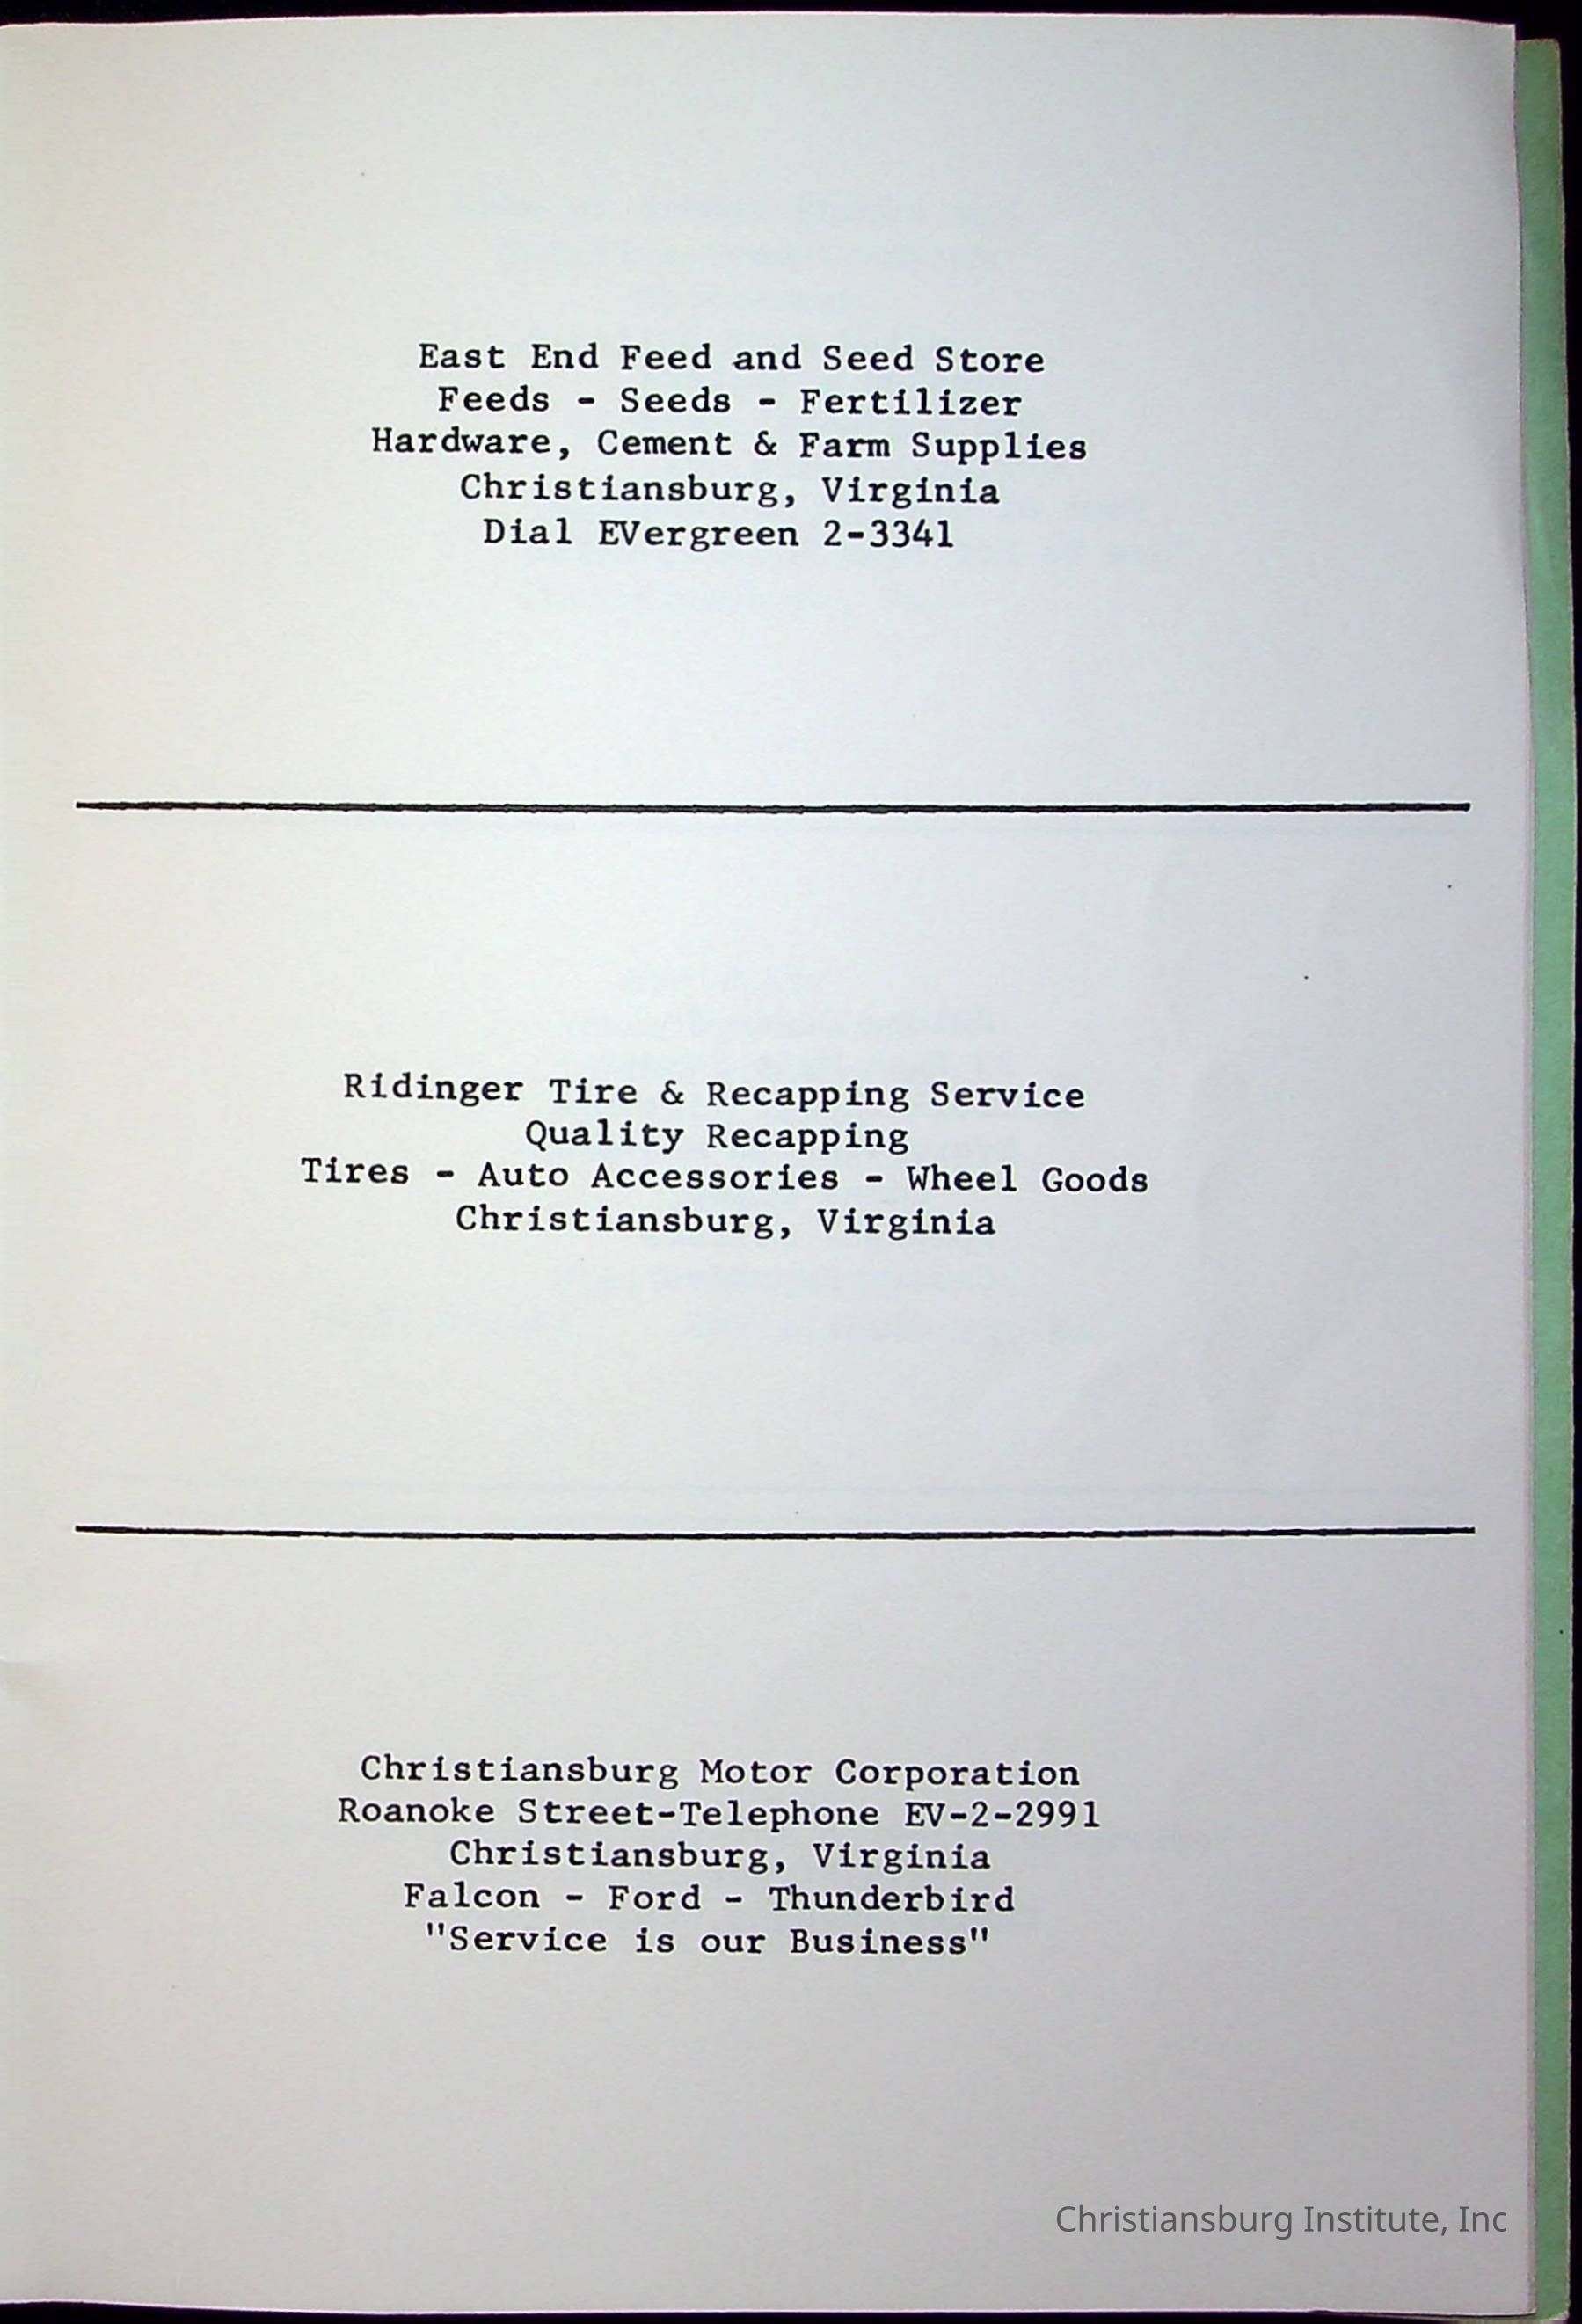 East End Feed and Seed Store
Feeds - Seeds - Fertilizer
Hardware, Cement & Farm Supplies
Christiansburg, Virginia
Dial EVergreen 2-3341
Ridinger Tire & Recapping Service
Quality Recapping
Tires - Auto Accessories - Wheel Goods
Christiansburg, Virginia
Christiansburg Motor Corporation
Roanoke Street-Telephone EV-2-2991
Christiansburg, Virginia
Falcon - Ford - Thunderbird
"Service is our Business"
Christiansburg Institute, Inc